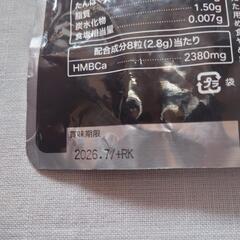 たんぱく
脂質 1.50g
炭水化物 0.007g
食塩相当量
配合成分8粒(2.8g)当たり
HMBCa 2380mg
プラ
袋
賞味期限
2026.7/+RK